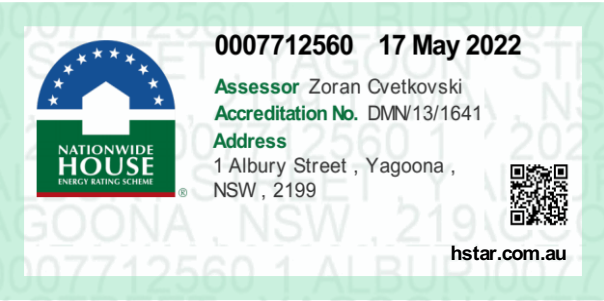 0007712560 17 May 2022
Assessor Zoran Cvetkovski
Accreditation No. DMN/13/1641
Address
1 Albury Street , Yagoona ,
NSW , 2199
NATIONWIDE
HOUSE
ENERGY RATING SCHEME
®
hstar.com.au